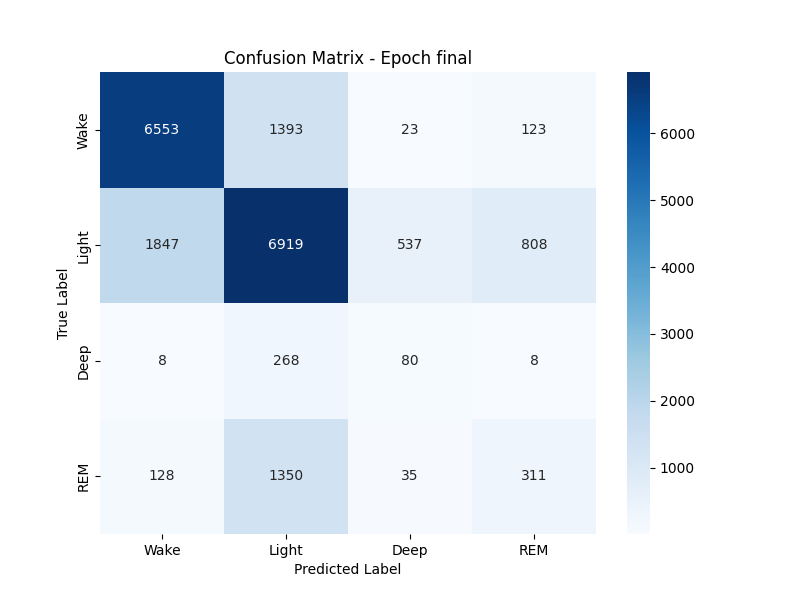 Confusion Matrix - Epoch final
True Label
Wake
6553 1393 23 123
Light
1847 6919 537 808
Deep
8 268 80 8
REM
128 1350 35 311
Wake Light Deep REM
Predicted Label
6000
5000
4000
3000
2000
1000